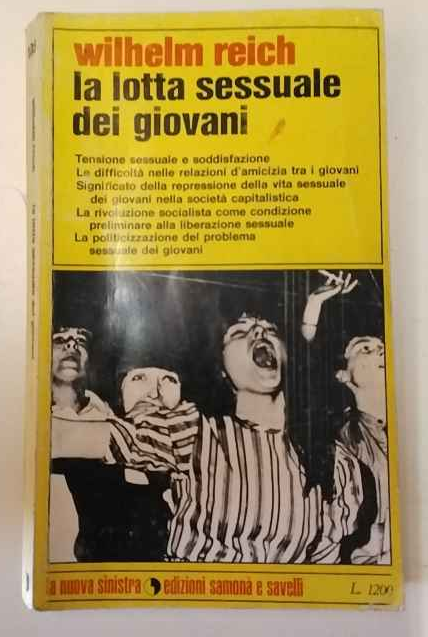 wilhelm reich
la lotta sessuale
dei giovani
Tensione sessuale e soddisfazione
Le difficoltà nelle relazioni d'amicizia tra i giovani
Significato della repressione della vita sessuale
dei giovani nella società capitalistica
La rivoluzione socialista come condizione
preliminare alla liberazione sessuale
La politicizzazione del problema
sessuale dei giovani
la nuova sinistra edizioni samonà e savelli
L. 1200